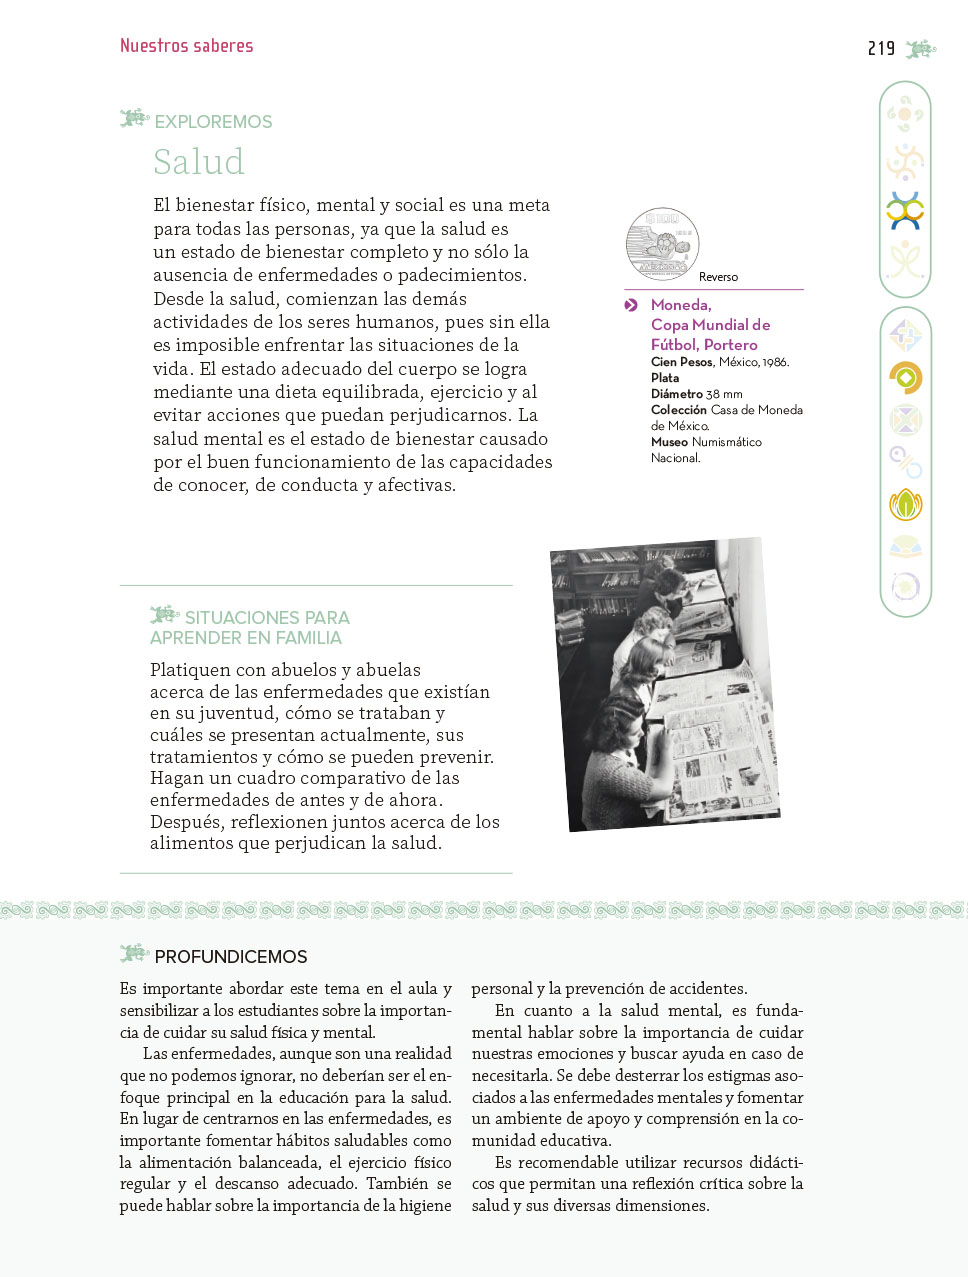 Nuestros saberes
219
EXPLOREMOS
Salud
El bienestar físico, mental y social es una meta
para todas las personas, ya que la salud es
un estado de bienestar completo y no sólo la
ausencia de enfermedades o padecimientos.
Desde la salud, comienzan las demás
actividades de los seres humanos, pues sin ella
es imposible enfrentar las situaciones de la
vida. El estado adecuado del cuerpo se logra
mediante una dieta equilibrada, ejercicio y al
evitar acciones que puedan perjudicarnos. La
salud mental es el estado de bienestar causado
por el buen funcionamiento de las capacidades
de conocer, de conducta y afectivas.
Reverso
Moneda,
Copa Mundial de
Fútbol, Portero
Cien Pesos, México, 1986.
Plata
Diámetro 38 mm
Colección Casa de Moneda
de México.
Museo Numismático
Nacional.
SITUACIONES PARA
APRENDER EN FAMILIA
Platiquen con abuelos y abuelas
acerca de las enfermedades que existían
en su juventud, cómo se trataban y
cuáles se presentan actualmente, sus
tratamientos y cómo se pueden prevenir.
Hagan un cuadro comparativo de las
enfermedades de antes y de ahora.
Después, reflexionen juntos acerca de los
alimentos que perjudican la salud.
PROFUNDICEMOS
Es importante abordar este tema en el aula y
sensibilizar a los estudiantes sobre la importan-
cia de cuidar su salud física y mental.
Las enfermedades, aunque son una realidad
que no podemos ignorar, no deberían ser el en-
foque principal en la educación para la salud.
En lugar de centrarnos en las enfermedades, es
importante fomentar hábitos saludables como
la alimentación balanceada, el ejercicio físico
regular y el descanso adecuado. También se
puede hablar sobre la importancia de la higiene
personal y la prevención de accidentes.
En cuanto a la salud mental, es funda-
mental hablar sobre la importancia de cuidar
nuestras emociones y buscar ayuda en caso de
necesitarla. Se debe desterrar los estigmas aso-
ciados a las enfermedades mentales y fomentar
un ambiente de apoyo y comprensión en la co-
munidad educativa.
Es recomendable utilizar recursos didácti-
cos que permitan una reflexión crítica sobre la
salud y sus diversas dimensiones.